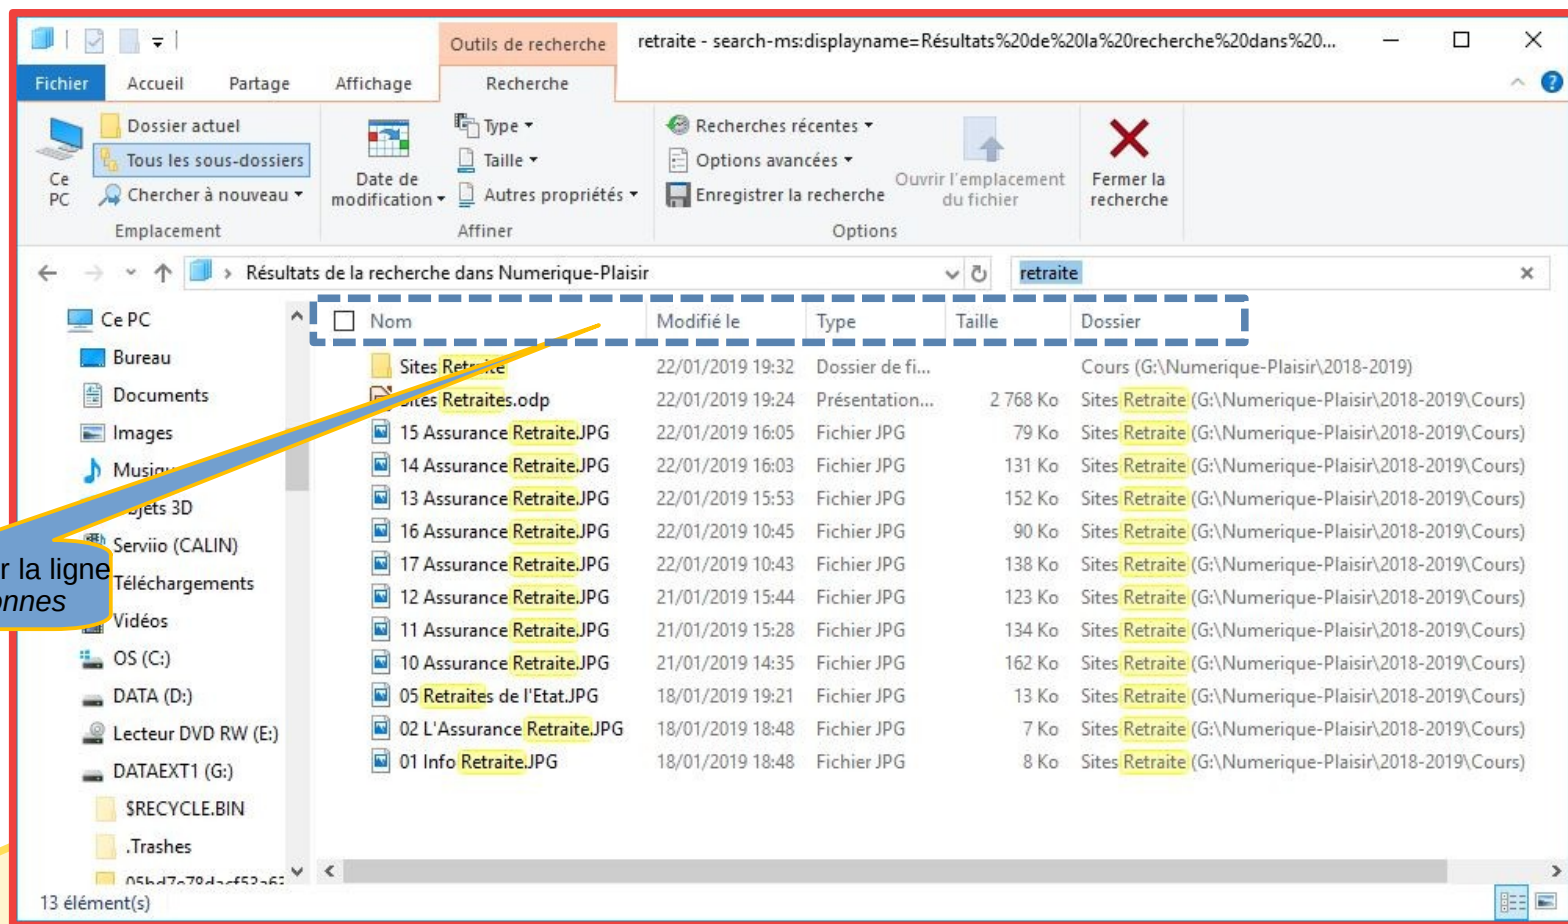 Outils de recherche
retraite - search-ms:displayname=Résultats%20de%20la%20recherche%20dans%20...
Fichier Accueil Partage Affichage Recherche
Ce PC
Dossier actuel
Tous les sous-dossiers
Chercher à nouveau
Emplacement
Date de modification
Type
Taille
Autres propriétés
Affiner
Recherches récentes
Options avancées
Enregistrer la recherche
Ouvrir l'emplacement du fichier
Options
Fermer la recherche
Résultats de la recherche dans Numerique-Plaisir
retraite
Ce PC
Bureau
Documents
Images
Objets 3D
Serviio (CALIN)
Téléchargements
Vidéos
OS (C:)
DATA (D:)
Lecteur DVD RW (E:)
DATAEXT1 (G:)
$RECYCLE.BIN
.Trashes
r la ligne
onnes
Nom Modifié le Type Taille Dossier
Sites Retraite 22/01/2019 19:32 Dossier de fi... Cours (G:\Numerique-Plaisir\2018-2019)
Sites Retraites.odp 22/01/2019 19:24 Présentation... 2 768 Ko Sites Retraite (G:\Numerique-Plaisir\2018-2019\Cours)
15 Assurance Retraite.JPG 22/01/2019 16:05 Fichier JPG 79 Ko Sites Retraite (G:\Numerique-Plaisir\2018-2019\Cours)
14 Assurance Retraite.JPG 22/01/2019 16:03 Fichier JPG 131 Ko Sites Retraite (G:\Numerique-Plaisir\2018-2019\Cours)
13 Assurance Retraite.JPG 22/01/2019 15:53 Fichier JPG 152 Ko Sites Retraite (G:\Numerique-Plaisir\2018-2019\Cours)
16 Assurance Retraite.JPG 22/01/2019 10:45 Fichier JPG 90 Ko Sites Retraite (G:\Numerique-Plaisir\2018-2019\Cours)
17 Assurance Retraite.JPG 22/01/2019 10:43 Fichier JPG 138 Ko Sites Retraite (G:\Numerique-Plaisir\2018-2019\Cours)
12 Assurance Retraite.JPG 21/01/2019 15:44 Fichier JPG 123 Ko Sites Retraite (G:\Numerique-Plaisir\2018-2019\Cours)
11 Assurance Retraite.JPG 21/01/2019 15:28 Fichier JPG 134 Ko Sites Retraite (G:\Numerique-Plaisir\2018-2019\Cours)
10 Assurance Retraite.JPG 21/01/2019 14:35 Fichier JPG 162 Ko Sites Retraite (G:\Numerique-Plaisir\2018-2019\Cours)
05 Retraites de l'Etat.JPG 18/01/2019 19:21 Fichier JPG 13 Ko Sites Retraite (G:\Numerique-Plaisir\2018-2019\Cours)
02 L'Assurance Retraite.JPG 18/01/2019 18:48 Fichier JPG 7 Ko Sites Retraite (G:\Numerique-Plaisir\2018-2019\Cours)
01 Info Retraite.JPG 18/01/2019 18:48 Fichier JPG 8 Ko Sites Retraite (G:\Numerique-Plaisir\2018-2019\Cours)
13 élément(s)